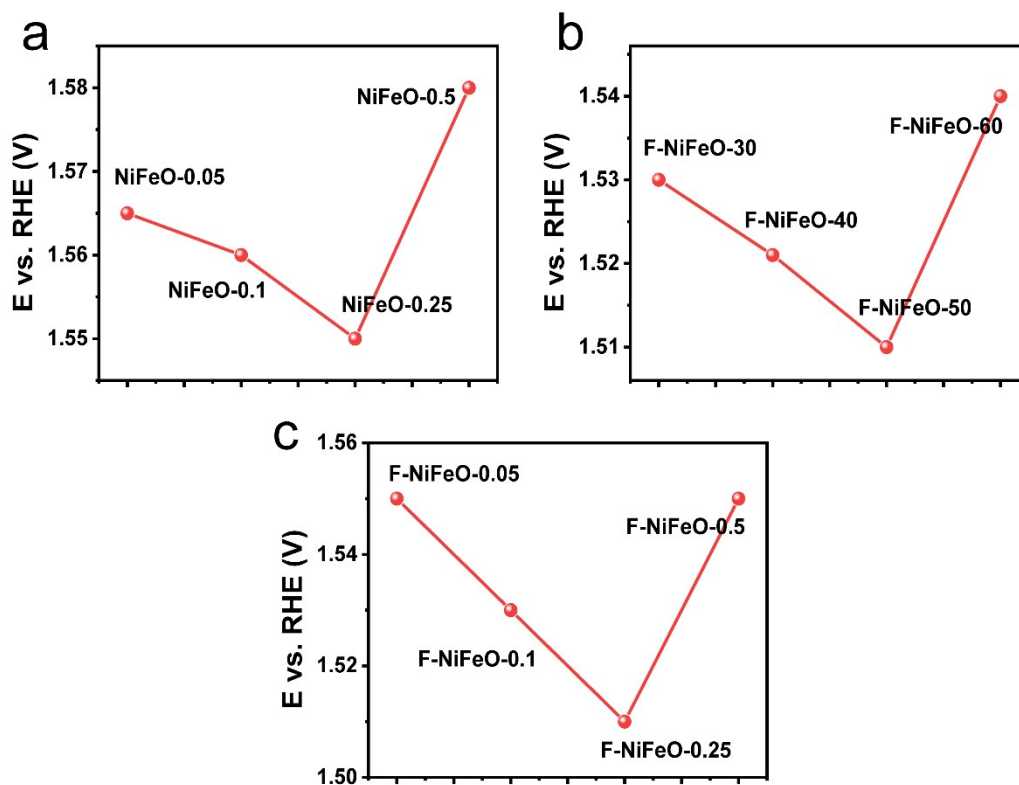 a
E vs. RHE (V)
1.58
1.57
1.56
1.55
NiFeO-0.05
NiFeO-0.1
NiFeO-0.25
NiFeO-0.5
b
E vs. RHE (V)
1.54
1.53
1.52
1.51
F-NiFeO-30
F-NiFeO-40
F-NiFeO-50
F-NiFeO-60
c
E vs. RHE (V)
1.56
1.54
1.52
1.50
F-NiFeO-0.05
F-NiFeO-0.1
F-NiFeO-0.25
F-NiFeO-0.5